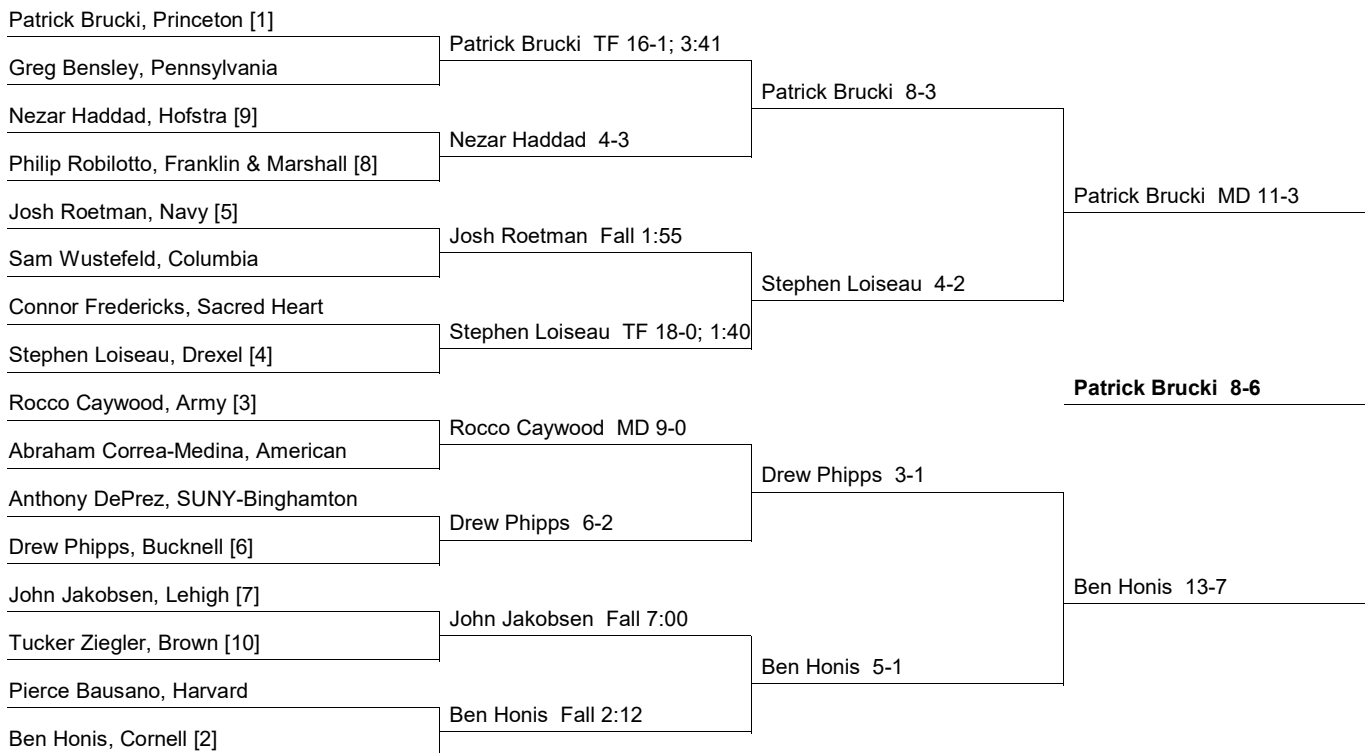 Patrick Brucki, Princeton [1]
Greg Bensley, Pennsylvania
Nezar Haddad, Hofstra [9]
Philip Robilotto, Franklin & Marshall [8]
Josh Roetman, Navy [5]
Sam Wustefeld, Columbia
Connor Fredericks, Sacred Heart
Stephen Loiseau, Drexel [4]
Rocco Caywood, Army [3]
Abraham Correa-Medina, American
Anthony DePrez, SUNY-Binghamton
Drew Phipps, Bucknell [6]
John Jakobsen, Lehigh [7]
Tucker Ziegler, Brown [10]
Pierce Bausano, Harvard
Ben Honis, Cornell [2]
Patrick Brucki TF 16-1; 3:41
Nezar Haddad 4-3
Josh Roetman Fall 1:55
Stephen Loiseau TF 18-0; 1:40
Rocco Caywood MD 9-0
Drew Phipps 6-2
John Jakobsen Fall 7:00
Ben Honis Fall 2:12
Patrick Brucki 8-3
Stephen Loiseau 4-2
Drew Phipps 3-1
Ben Honis 5-1
Patrick Brucki MD 11-3
Patrick Brucki 8-6
Ben Honis 13-7